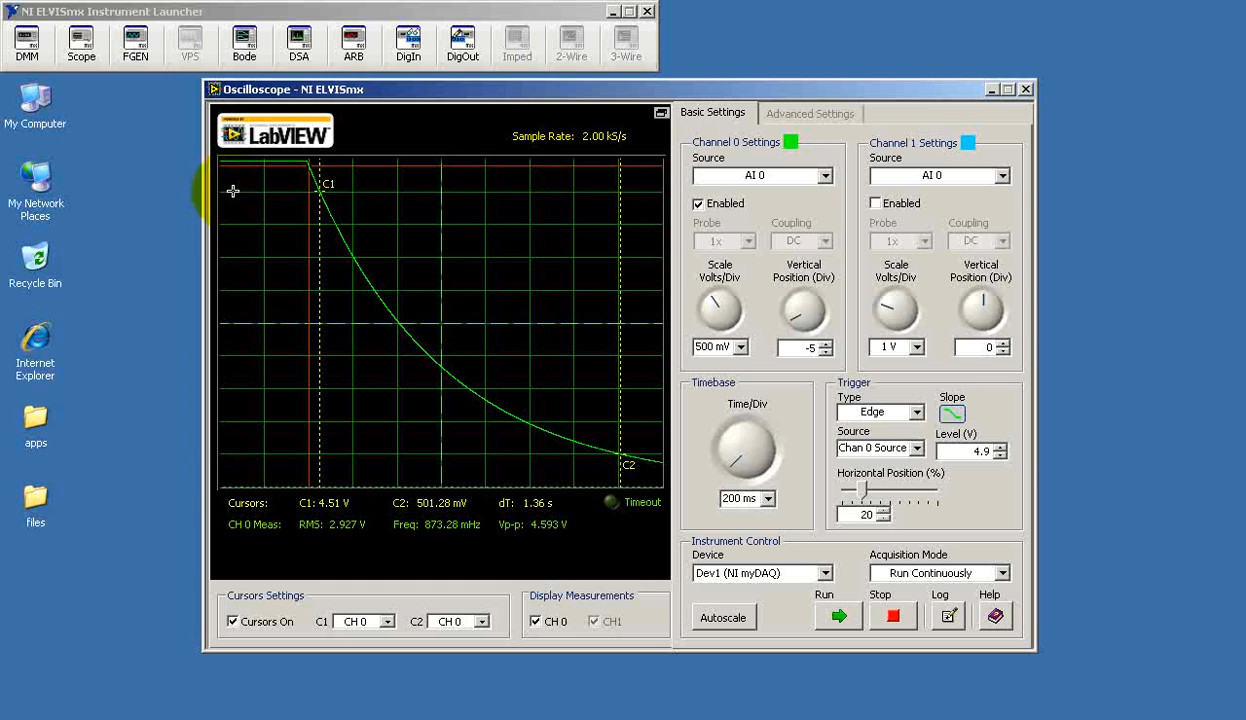 NI ELVISmx Instrument Launcher
DMM Scope FGEN VPS Bode DSA ARB DigIn DigOut Imped 2-Wire 3-Wire
My Computer
My Network
Places
Recycle Bin
Internet
Explorer
apps
files
Oscilloscope - NI ELVISmx
POWERED BY
LabVIEW
Sample Rate: 2.00 kS/s
C1
C2
Cursors: C1: 4.51 V C2: 501.28 mV dT: 1.36 s Timeout
CH 0 Meas: RMS: 2.927 V Freq: 873.28 mHz Vp-p: 4.593 V
Cursors Settings
Cursors On C1 CH 0 C2 CH 0
Display Measurements
CH 0 CH1
Basic Settings Advanced Settings
Channel 0 Settings
Source
AI 0
Enabled
Probe Coupling
1x DC
Scale Vertical
Volts/Div Position (Div)
500 mV -5
Channel 1 Settings
Source
AI 0
Enabled
Probe Coupling
1x DC
Scale Vertical
Volts/Div Position (Div)
1 V 0
Timebase
Time/Div
200 ms
Trigger
Type Slope
Edge
Source Level (V)
Chan 0 Source 4.9
Horizontal Position (%)
20
Instrument Control
Device Acquisition Mode
Dev1 (NI myDAQ) Run Continuously
Run Stop Log Help
Autoscale